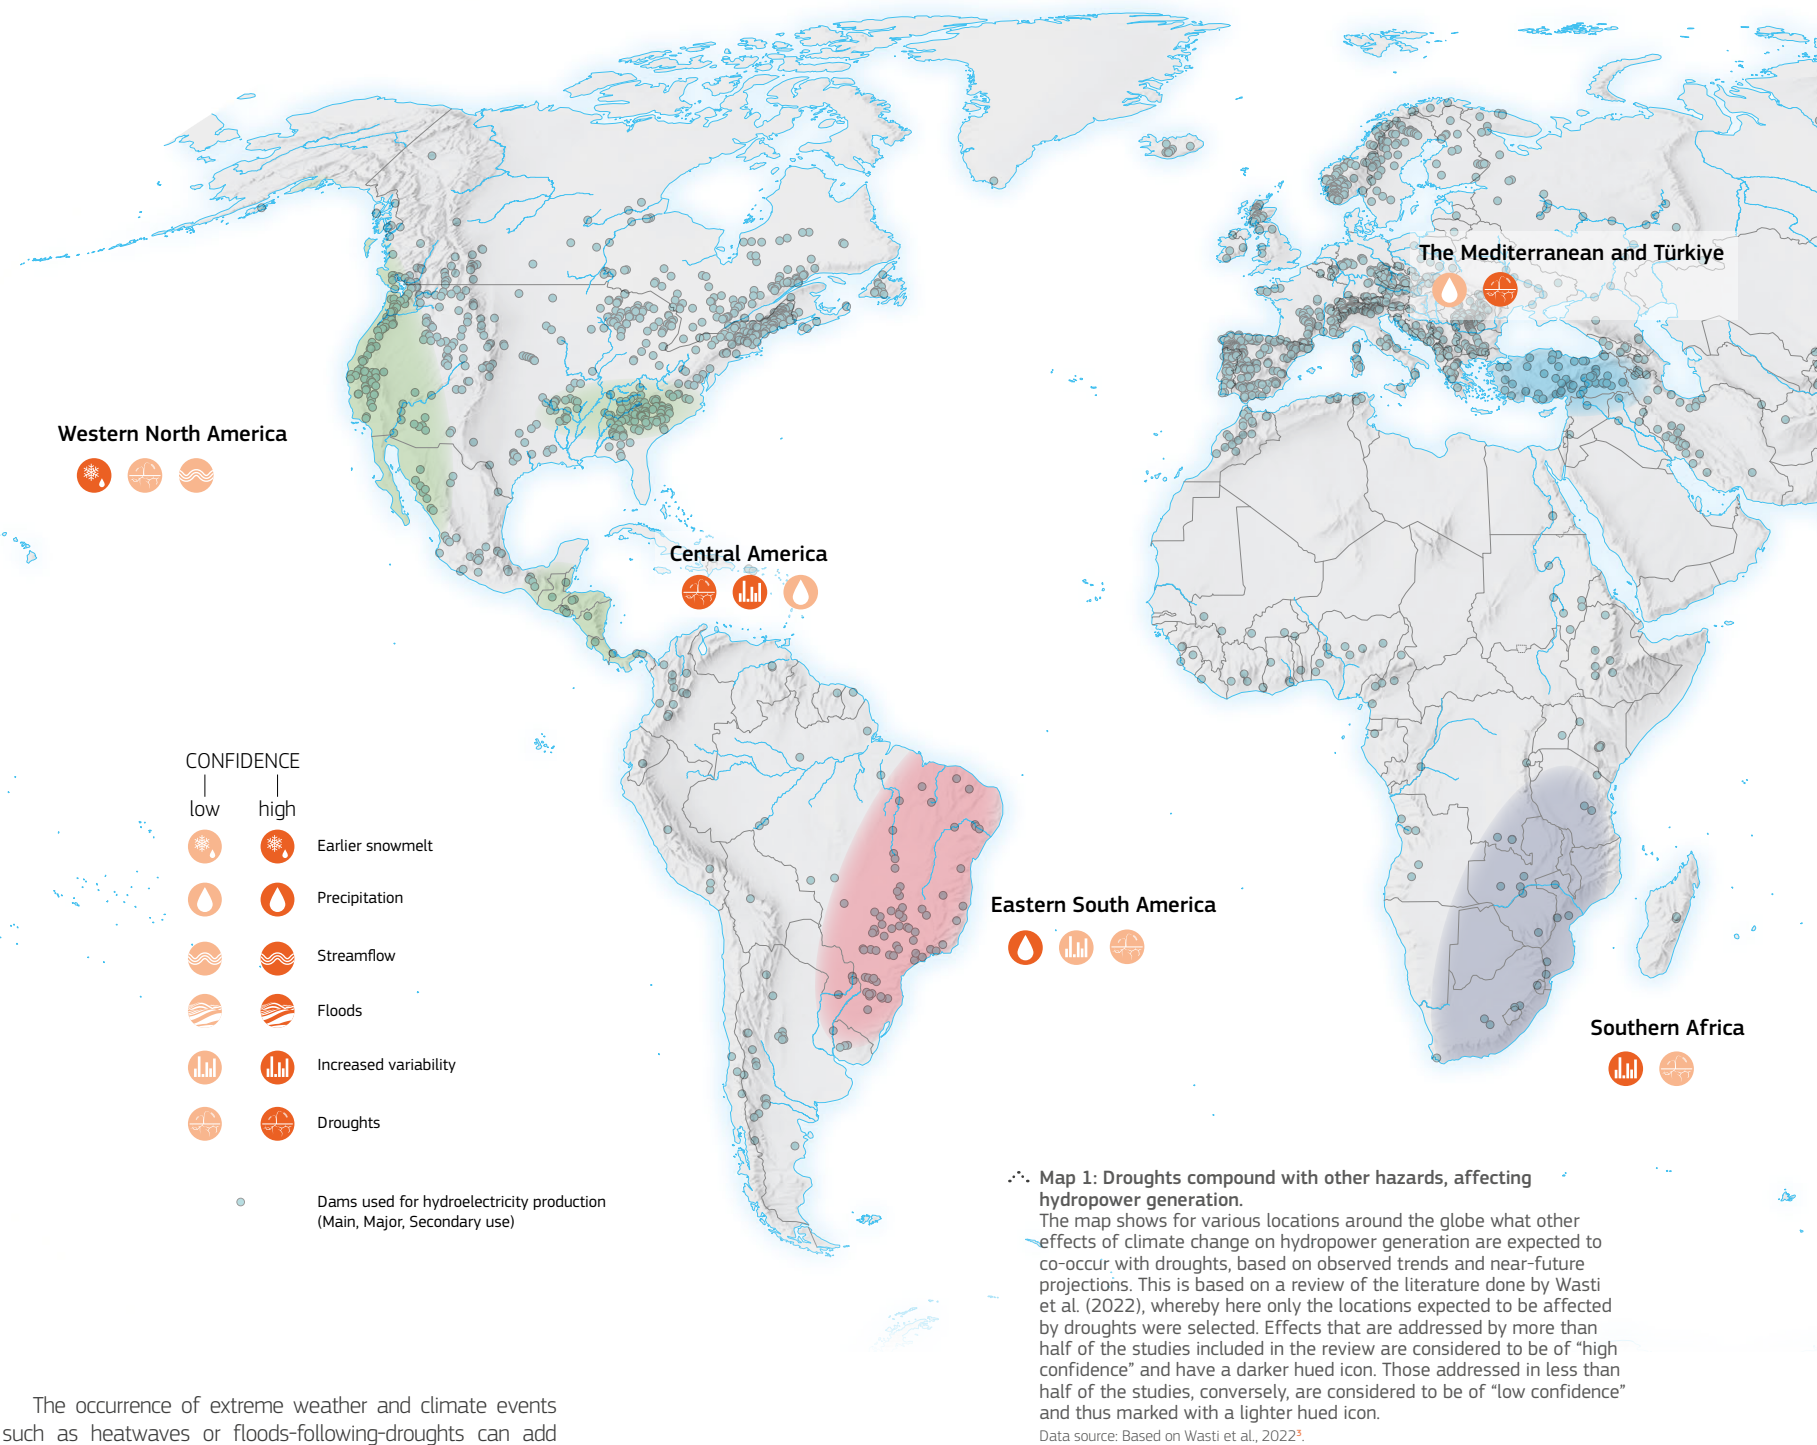 The Mediterranean and Türkiye
Western North America
Central America
CONFIDENCE
low high
Earlier snowmelt
Precipitation
Streamflow
Floods
Increased variability
Droughts
Dams used for hydroelectricity production
(Main, Major, Secondary use)
Eastern South America
Southern Africa
Map 1: Droughts compound with other hazards, affecting
hydropower generation.
The map shows for various locations around the globe what other
effects of climate change on hydropower generation are expected to
co-occur with droughts, based on observed trends and near-future
projections. This is based on a review of the literature done by Wasti
et al. (2022), whereby here only the locations expected to be affected
by droughts were selected. Effects that are addressed by more than
half of the studies included in the review are considered to be of “high
confidence” and have a darker hued icon. Those addressed in less than
half of the studies, conversely, are considered to be of “low confidence”
and thus marked with a lighter hued icon.
Data source: Based on Wasti et al., 2022³.
The occurrence of extreme weather and climate events
such as heatwaves or floods-following-droughts can add